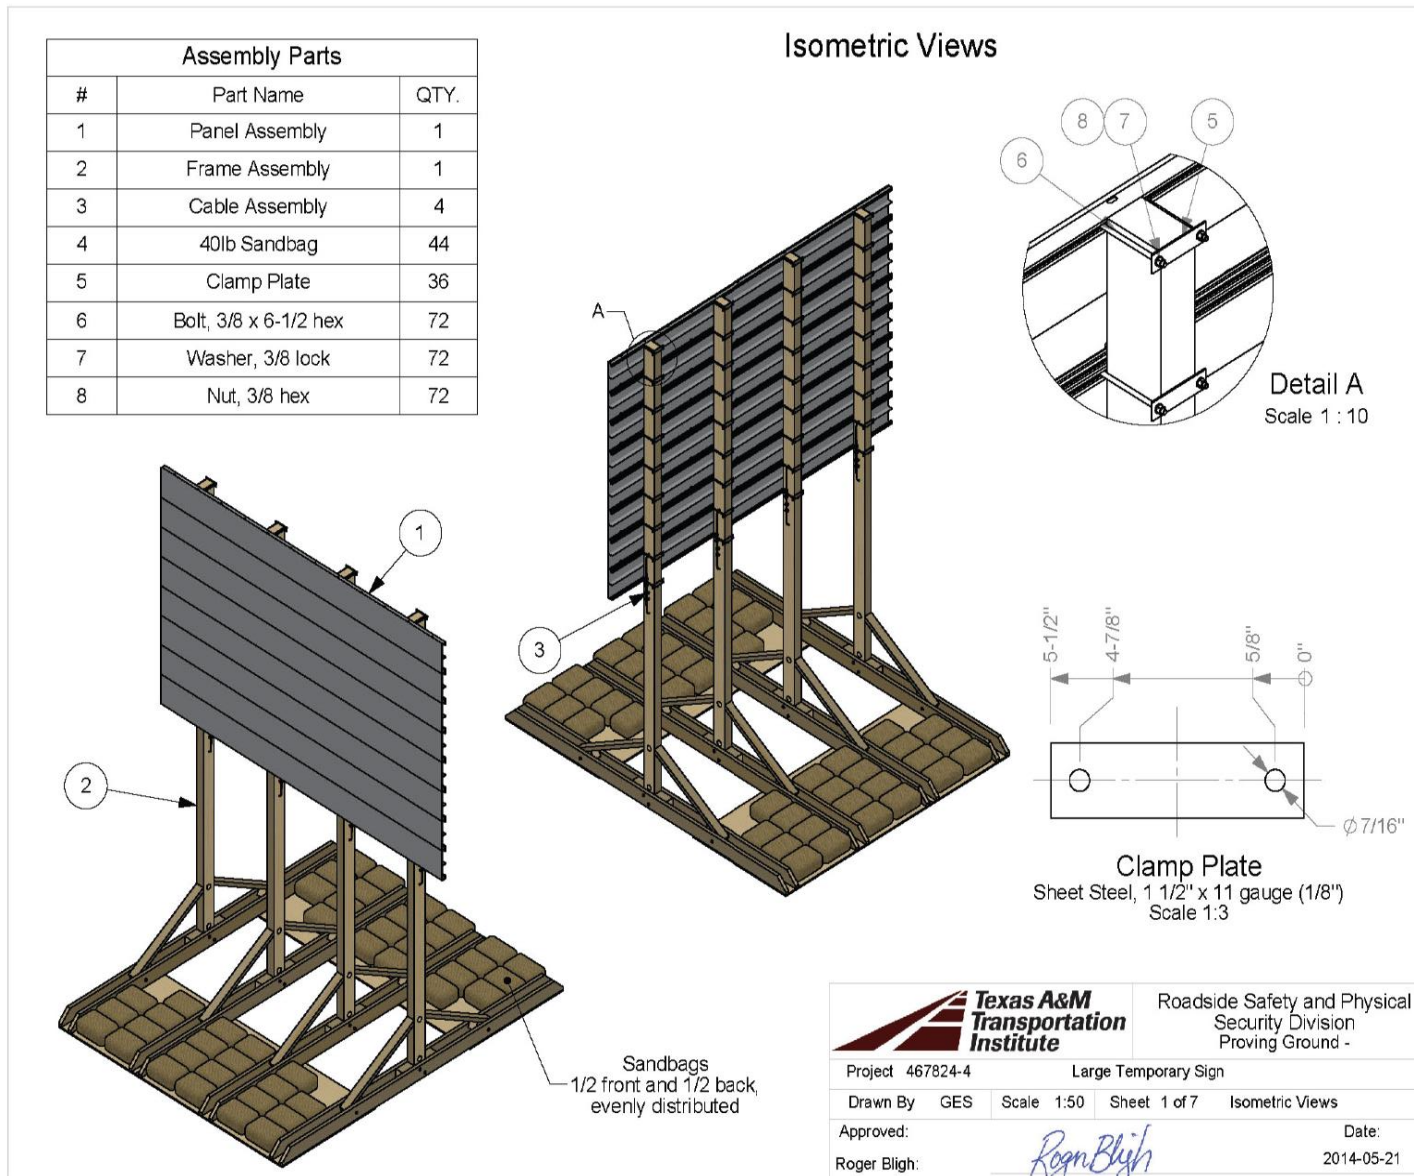 Isometric Views
Assembly Parts
# Part Name QTY.
1 Panel Assembly 1
2 Frame Assembly 1
3 Cable Assembly 4
4 40lb Sandbag 44
5 Clamp Plate 36
6 Bolt, 3/8 x 6-1/2 hex 72
7 Washer, 3/8 lock 72
8 Nut, 3/8 hex 72
8 7 5
6
A
Detail A
Scale 1 : 10
1
3
2
5-1/2" 4-7/8" 5/8" 0"
Ø7/16"
Clamp Plate
Sheet Steel, 1 1/2" x 11 gauge (1/8")
Scale 1:3
Sandbags
1/2 front and 1/2 back,
evenly distributed
Texas A&M
Transportation
Institute
Roadside Safety and Physical
Security Division
Proving Ground -
Project 467824-4 Large Temporary Sign
Drawn By GES Scale 1:50 Sheet 1 of 7 Isometric Views
Approved:
Roger Bligh: Roger Bligh
Date:
2014-05-21